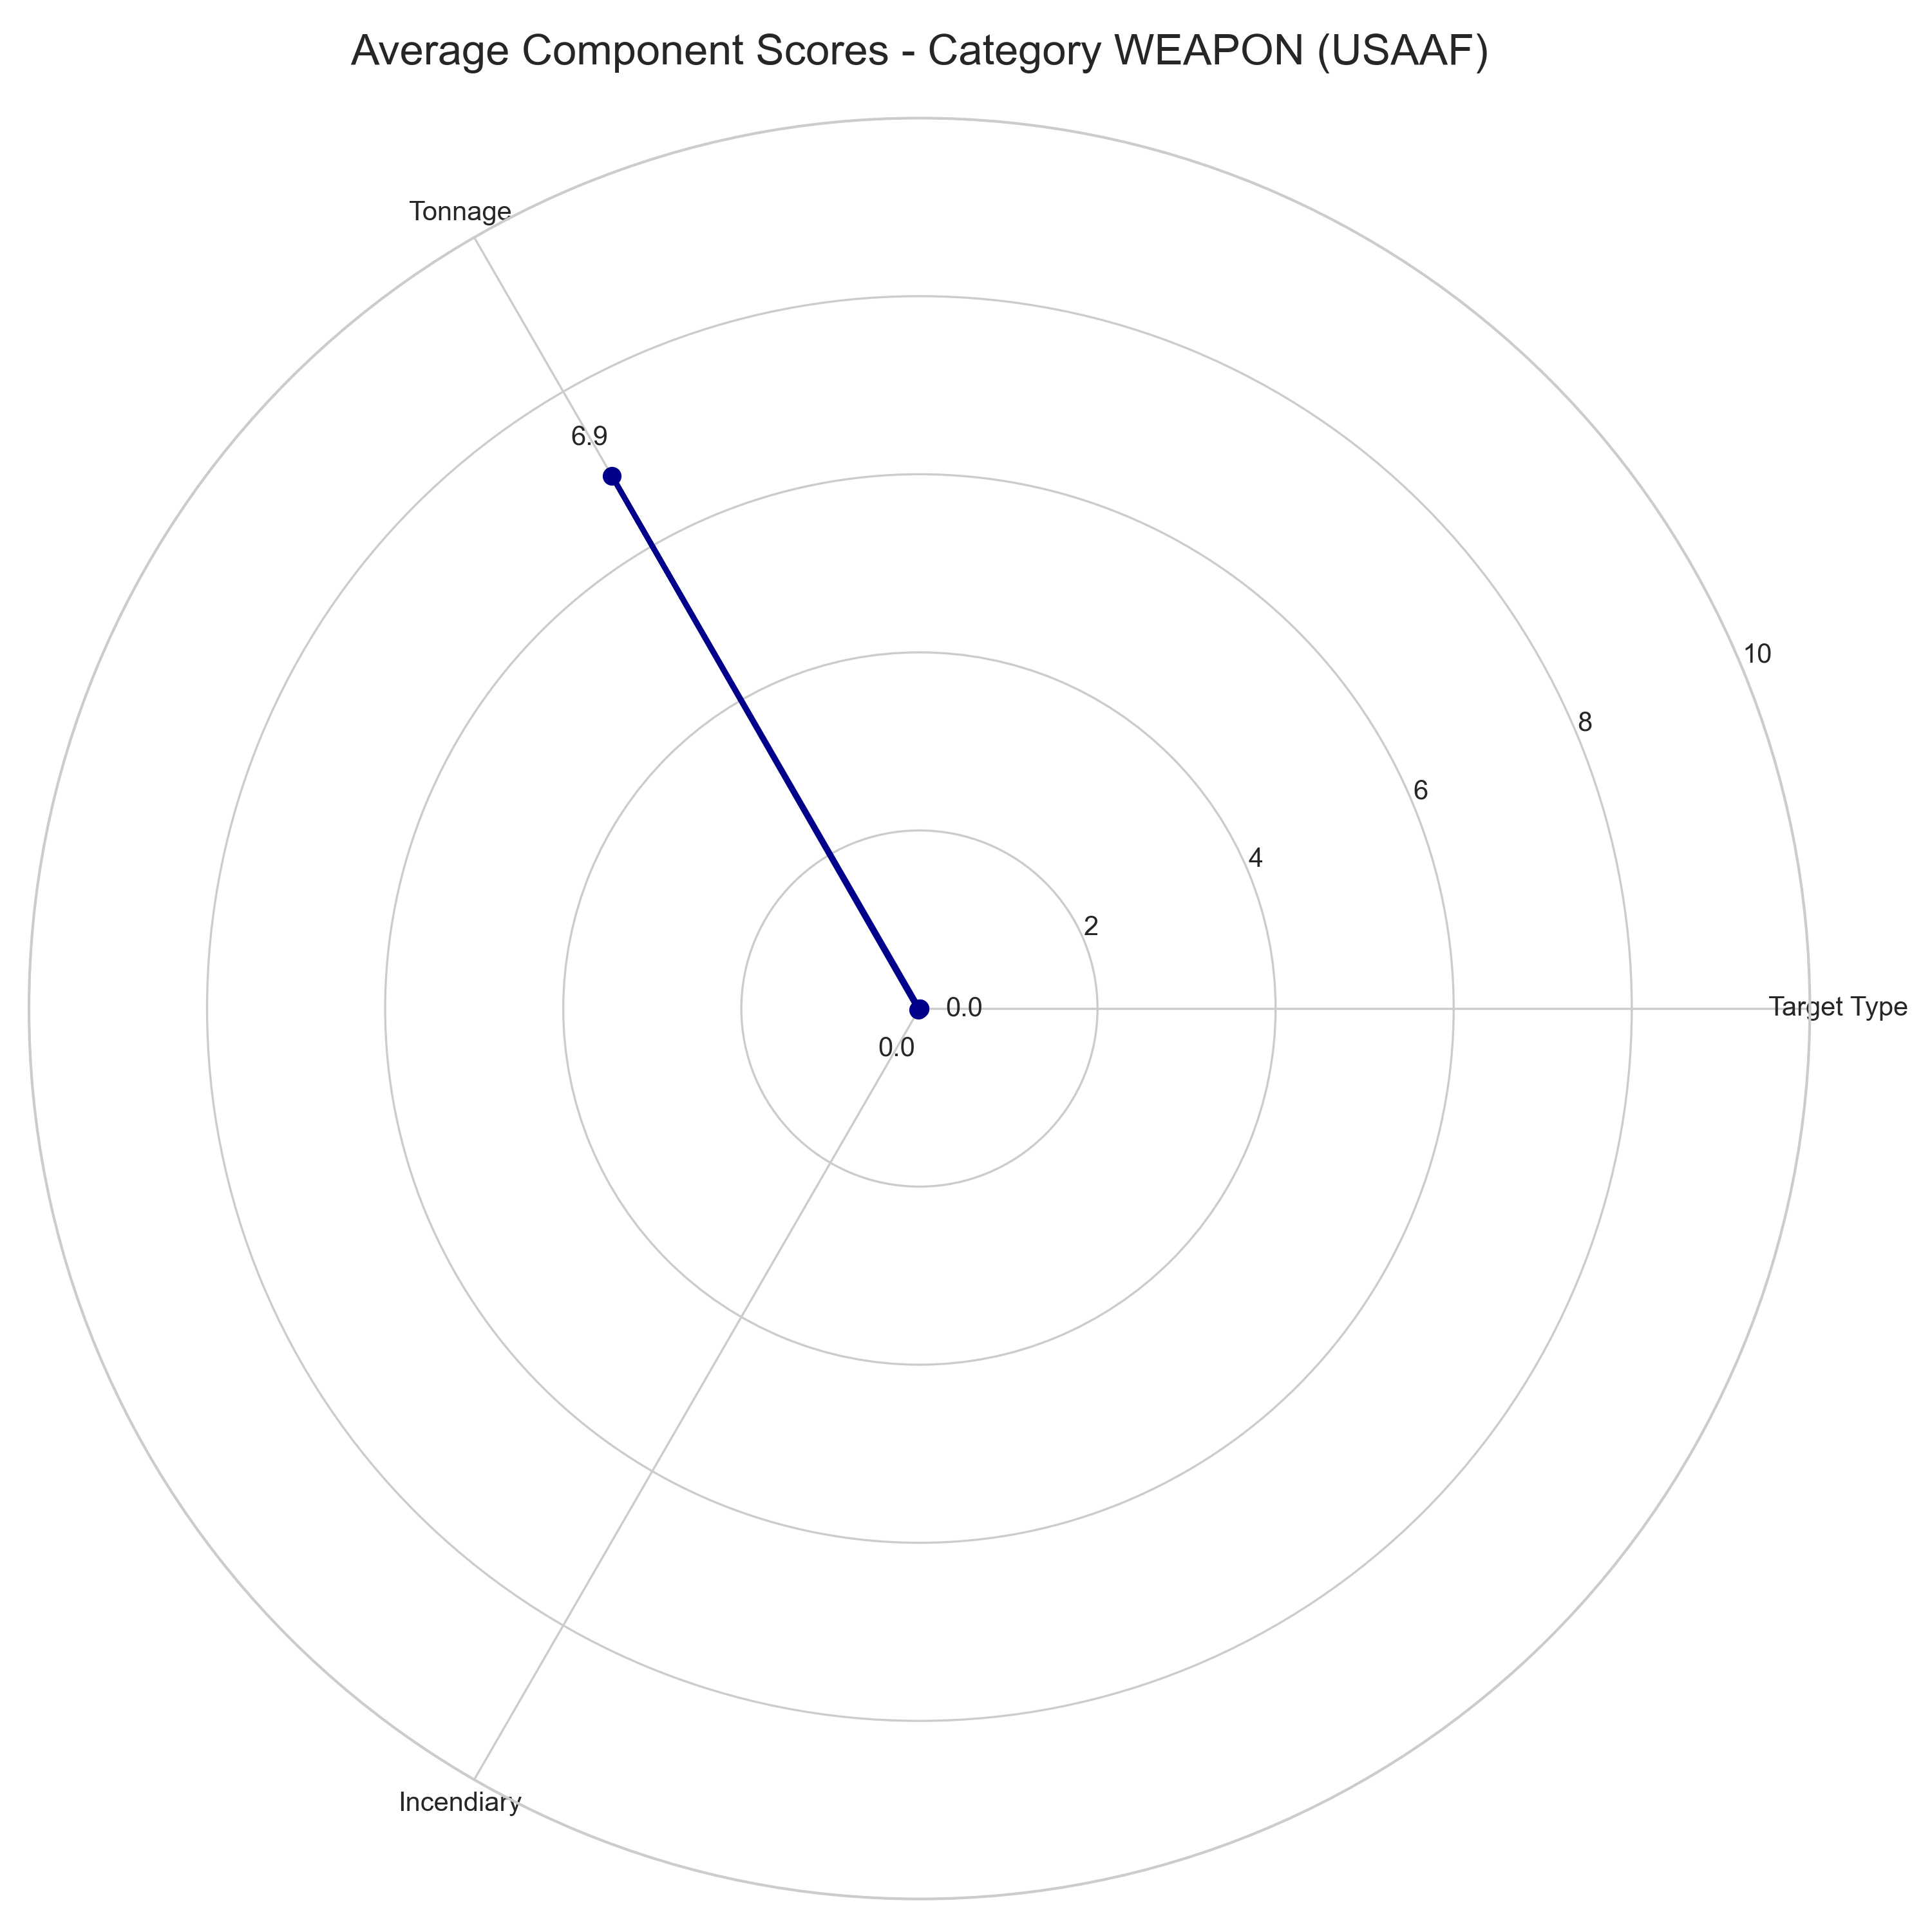 Average Component Scores - Category WEAPON (USAAF)
Tonnage
6.9
10
8
6
4
2
0.0
Target Type
0.0
Incendiary